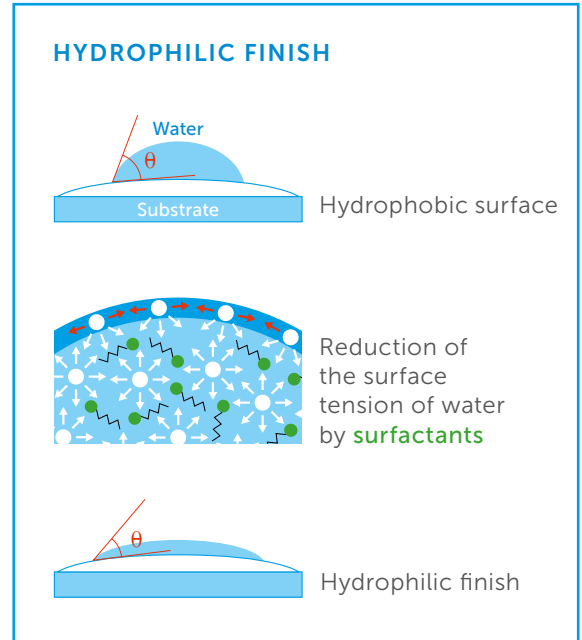 HYDROPHILIC FINISH
Water
θ
Substrate
Hydrophobic surface
Reduction of
the surface
tension of water
by surfactants
θ
Hydrophilic finish